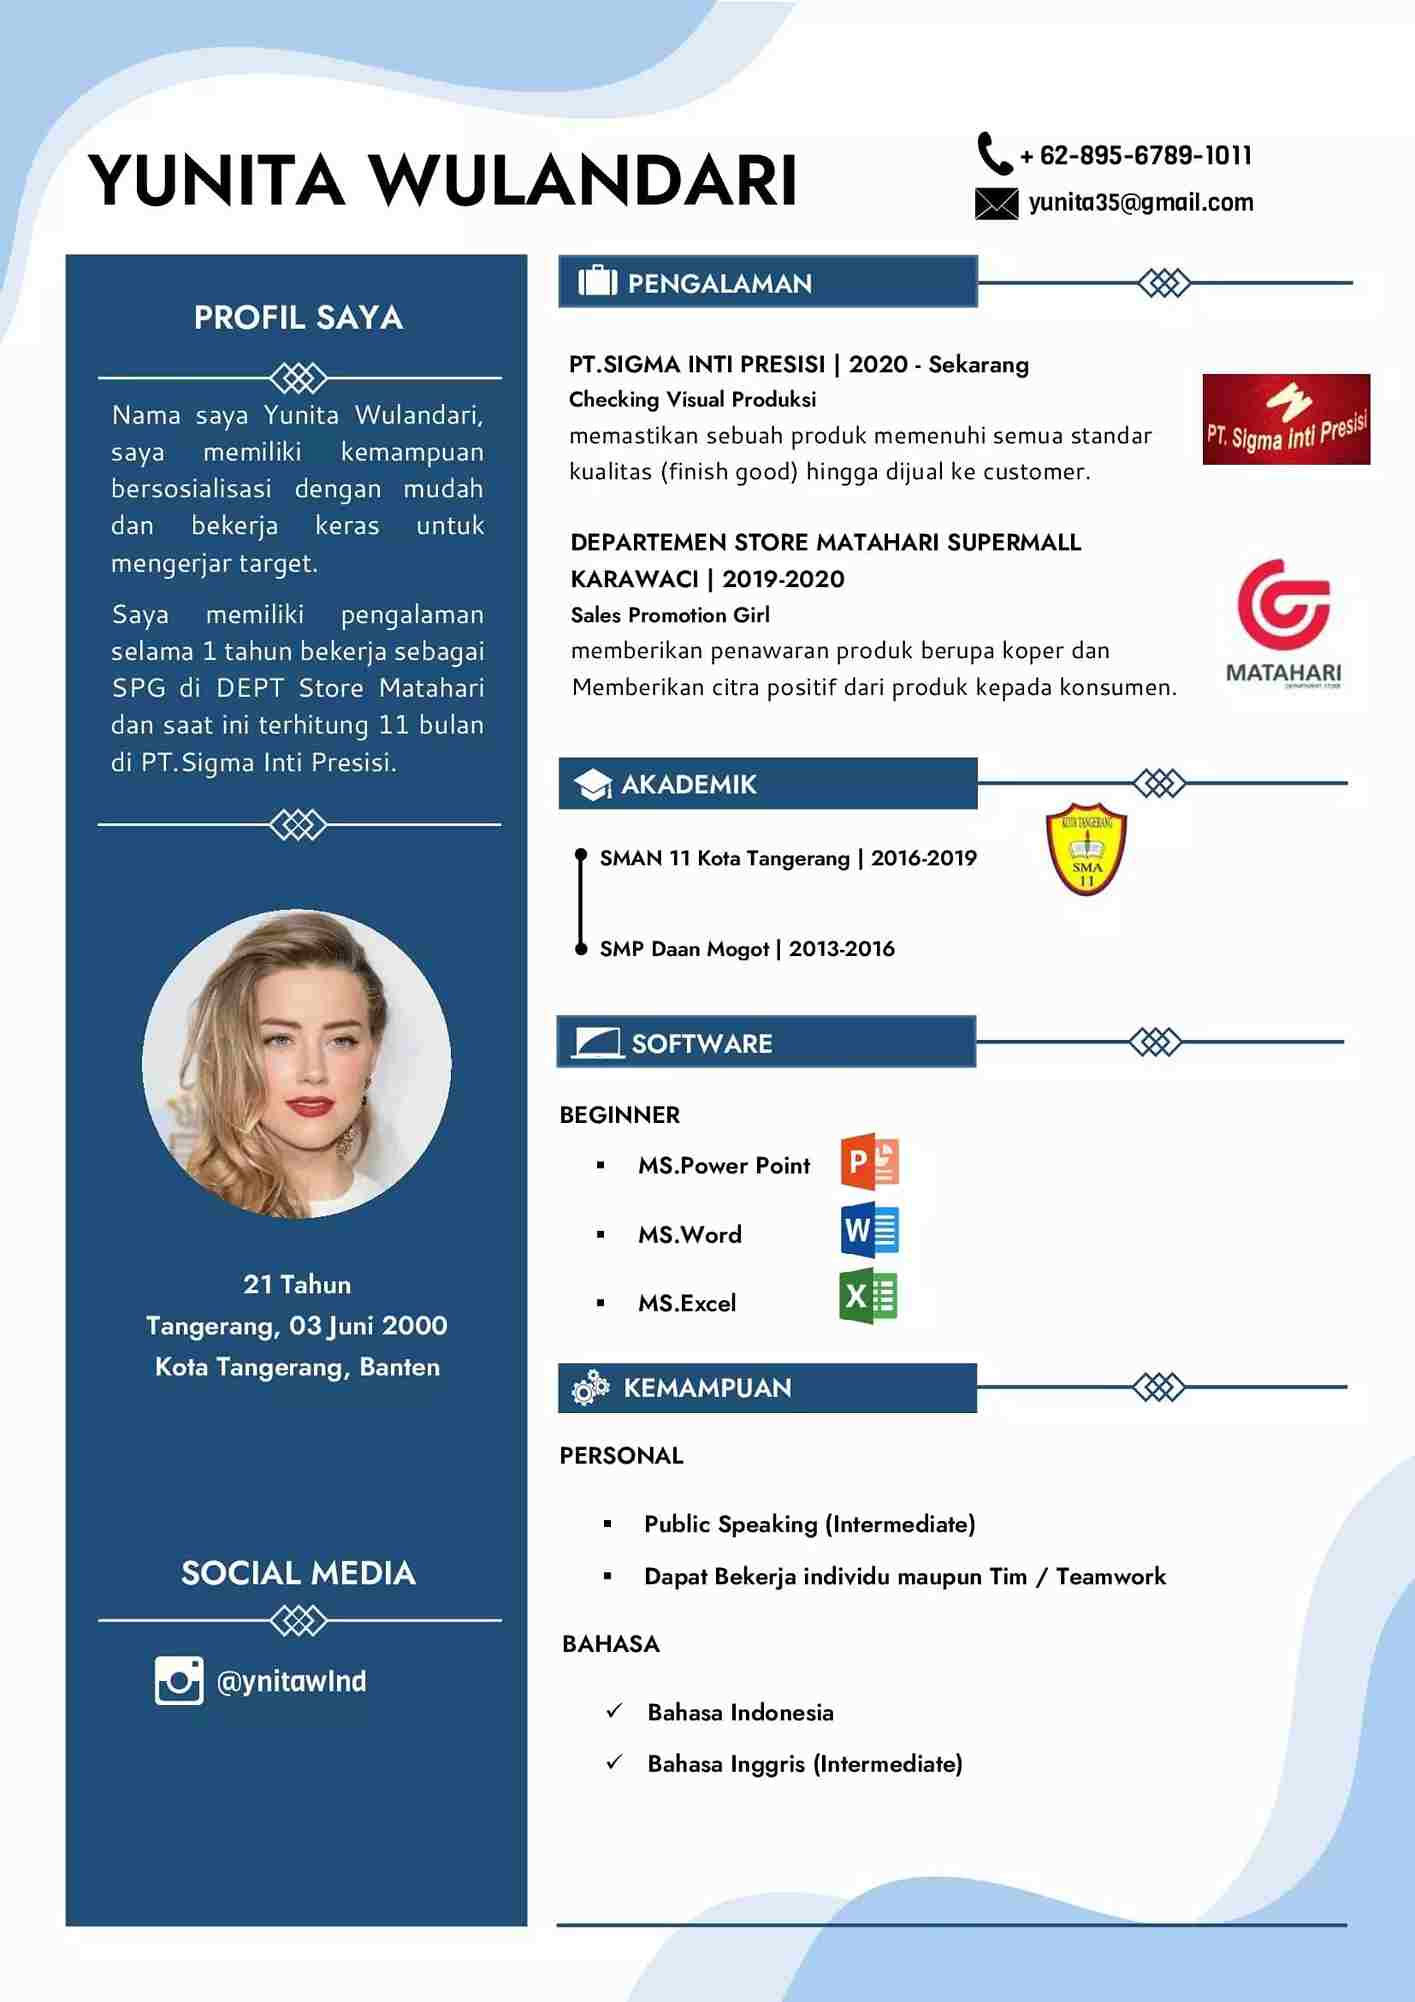 YUNITA WULANDARI
+ 62-895-6789-1011
yunita35@gmail.com
PROFIL SAYA
Nama saya Yunita Wulandari,
saya memiliki kemampuan
bersosialisasi dengan mudah
dan bekerja keras untuk
mengerjar target.
Saya memiliki pengalaman
selama 1 tahun bekerja sebagai
SPG di DEPT Store Matahari
dan saat ini terhitung 11 bulan
di PT.Sigma Inti Presisi.
21 Tahun
Tangerang, 03 Juni 2000
Kota Tangerang, Banten
SOCIAL MEDIA
@ynitawlnd
PENGALAMAN
PT.SIGMA INTI PRESISI | 2020 - Sekarang
Checking Visual Produksi
memastikan sebuah produk memenuhi semua standar
kualitas (finish good) hingga dijual ke customer.
PT. Sigma Inti Presisi
DEPARTEMEN STORE MATAHARI SUPERMALL
KARAWACI | 2019-2020
Sales Promotion Girl
memberikan penawaran produk berupa koper dan
Memberikan citra positif dari produk kepada konsumen.
MATAHARI
DEPARTMENT STORE
AKADEMIK
SMAN 11 Kota Tangerang | 2016-2019
KOTA TANGERANG
SMA
11
SMP Daan Mogot | 2013-2016
SOFTWARE
BEGINNER
▪ MS.Power Point
P
▪ MS.Word
W
▪ MS.Excel
X
KEMAMPUAN
PERSONAL
▪ Public Speaking (Intermediate)
▪ Dapat Bekerja individu maupun Tim / Teamwork
BAHASA
✓ Bahasa Indonesia
✓ Bahasa Inggris (Intermediate)